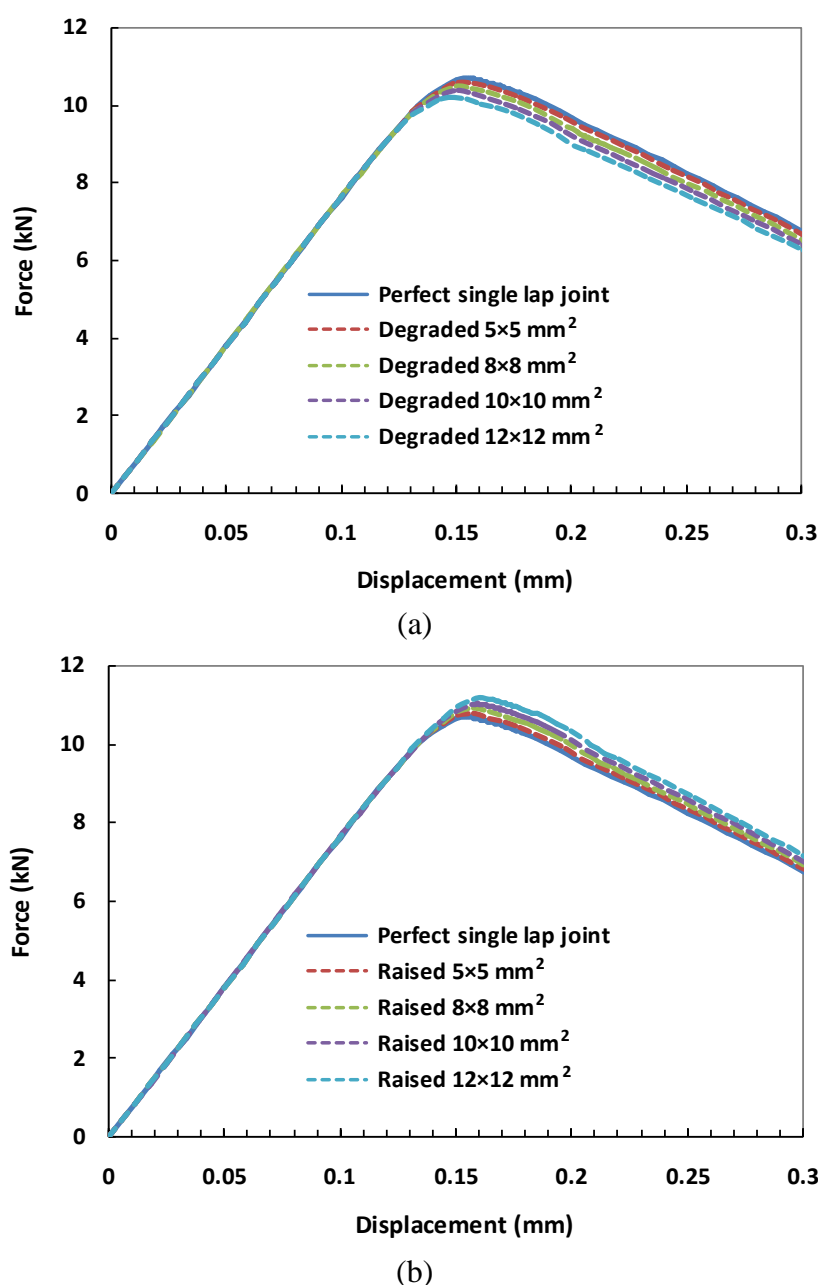 12
10
8
6
4
2
0
Force (kN)
Perfect single lap joint
Degraded 5×5 mm²
Degraded 8×8 mm²
Degraded 10×10 mm²
Degraded 12×12 mm²
0 0.05 0.1 0.15 0.2 0.25 0.3
Displacement (mm)
(a)
12
10
8
6
4
2
0
Force (kN)
Perfect single lap joint
Raised 5×5 mm²
Raised 8×8 mm²
Raised 10×10 mm²
Raised 12×12 mm²
0 0.05 0.1 0.15 0.2 0.25 0.3
Displacement (mm)
(b)